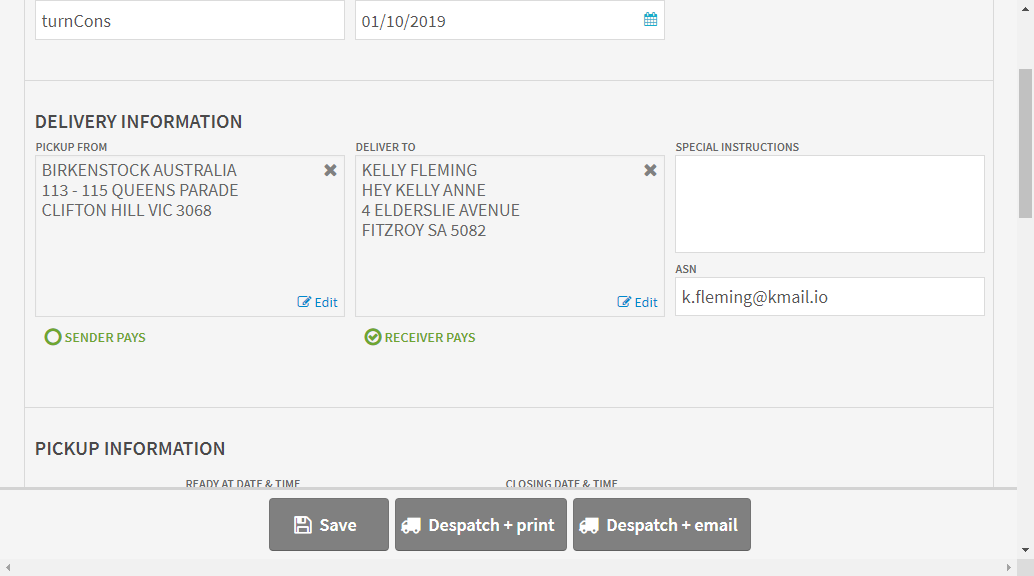 turnCons
01/10/2019
DELIVERY INFORMATION
PICKUP FROM
BIRKENSTOCK AUSTRALIA
113 - 115 QUEENS PARADE
CLIFTON HILL VIC 3068
Edit
SENDER PAYS
DELIVER TO
KELLY FLEMING
HEY KELLY ANNE
4 ELDERSLIE AVENUE
FITZROY SA 5082
Edit
RECEIVER PAYS
SPECIAL INSTRUCTIONS
ASN
k.fleming@kmail.io
PICKUP INFORMATION
READY AT DATE & TIME
CLOSING DATE & TIME
Save
Despatch + print
Despatch + email